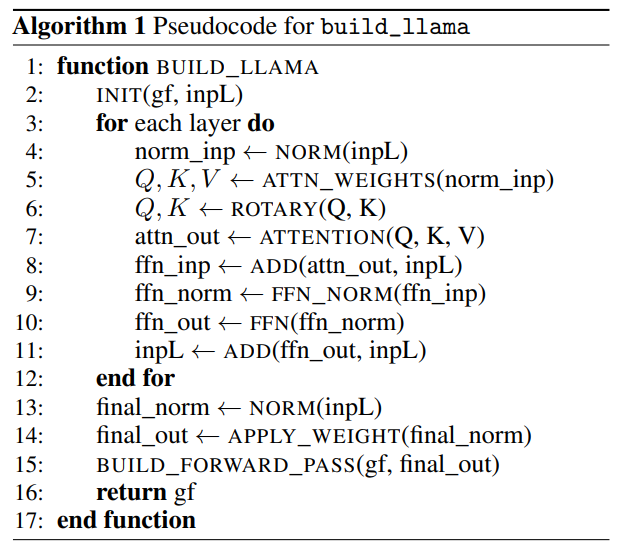 Algorithm 1 Pseudocode for build_llama
1: function BUILD_LLAMA
2: INIT(gf, inpL)
3: for each layer do
4: norm_inp ← NORM(inpL)
5: Q, K, V ← ATTN_WEIGHTS(norm_inp)
6: Q, K ← ROTARY(Q, K)
7: attn_out ← ATTENTION(Q, K, V)
8: ffn_inp ← ADD(attn_out, inpL)
9: ffn_norm ← FFN_NORM(ffn_inp)
10: ffn_out ← FFN(ffn_norm)
11: inpL ← ADD(ffn_out, inpL)
12: end for
13: final_norm ← NORM(inpL)
14: final_out ← APPLY_WEIGHT(final_norm)
15: BUILD_FORWARD_PASS(gf, final_out)
16: return gf
17: end function